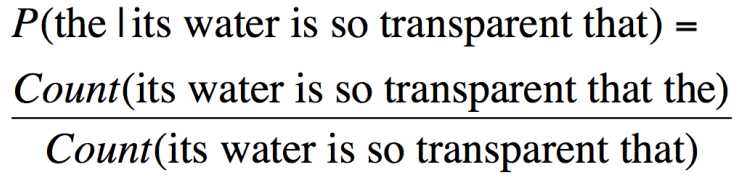 P(the | its water is so transparent that) =
Count(its water is so transparent that the)
Count(its water is so transparent that)